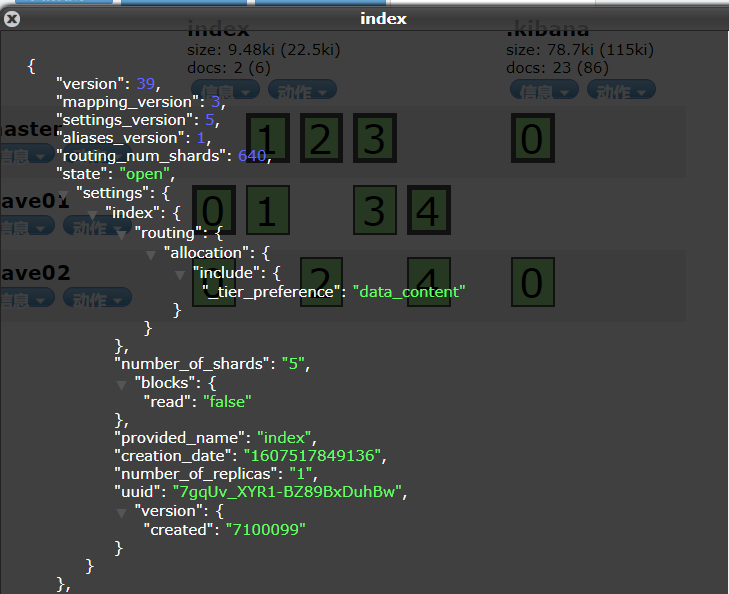 index
index
.kibana
size: 9.48ki (22.5ki)
size: 78.7ki (115ki)
docs: 2 (6)
docs: 23 (86)
信息 动作
信息 动作
{
"version": 39,
"mapping_version": 3,
"settings_version": 5,
"aliases_version": 1,
"routing_num_shards": 640,
"state": "open",
"settings": {
"index": {
"routing": {
"allocation": {
"include": {
"_tier_preference": "data_content"
}
}
},
"number_of_shards": "5",
"blocks": {
"read": "false"
},
"provided_name": "index",
"creation_date": "1607517849136",
"number_of_replicas": "1",
"uuid": "7gqUv_XYR1-BZ89BxDuhBw",
"version": {
"created": "7100099"
}
}
},
aster
1 2 3
0
信息
ave01
0 1 3 4
信息 动作
ave02
0 2 4
0
信息 动作